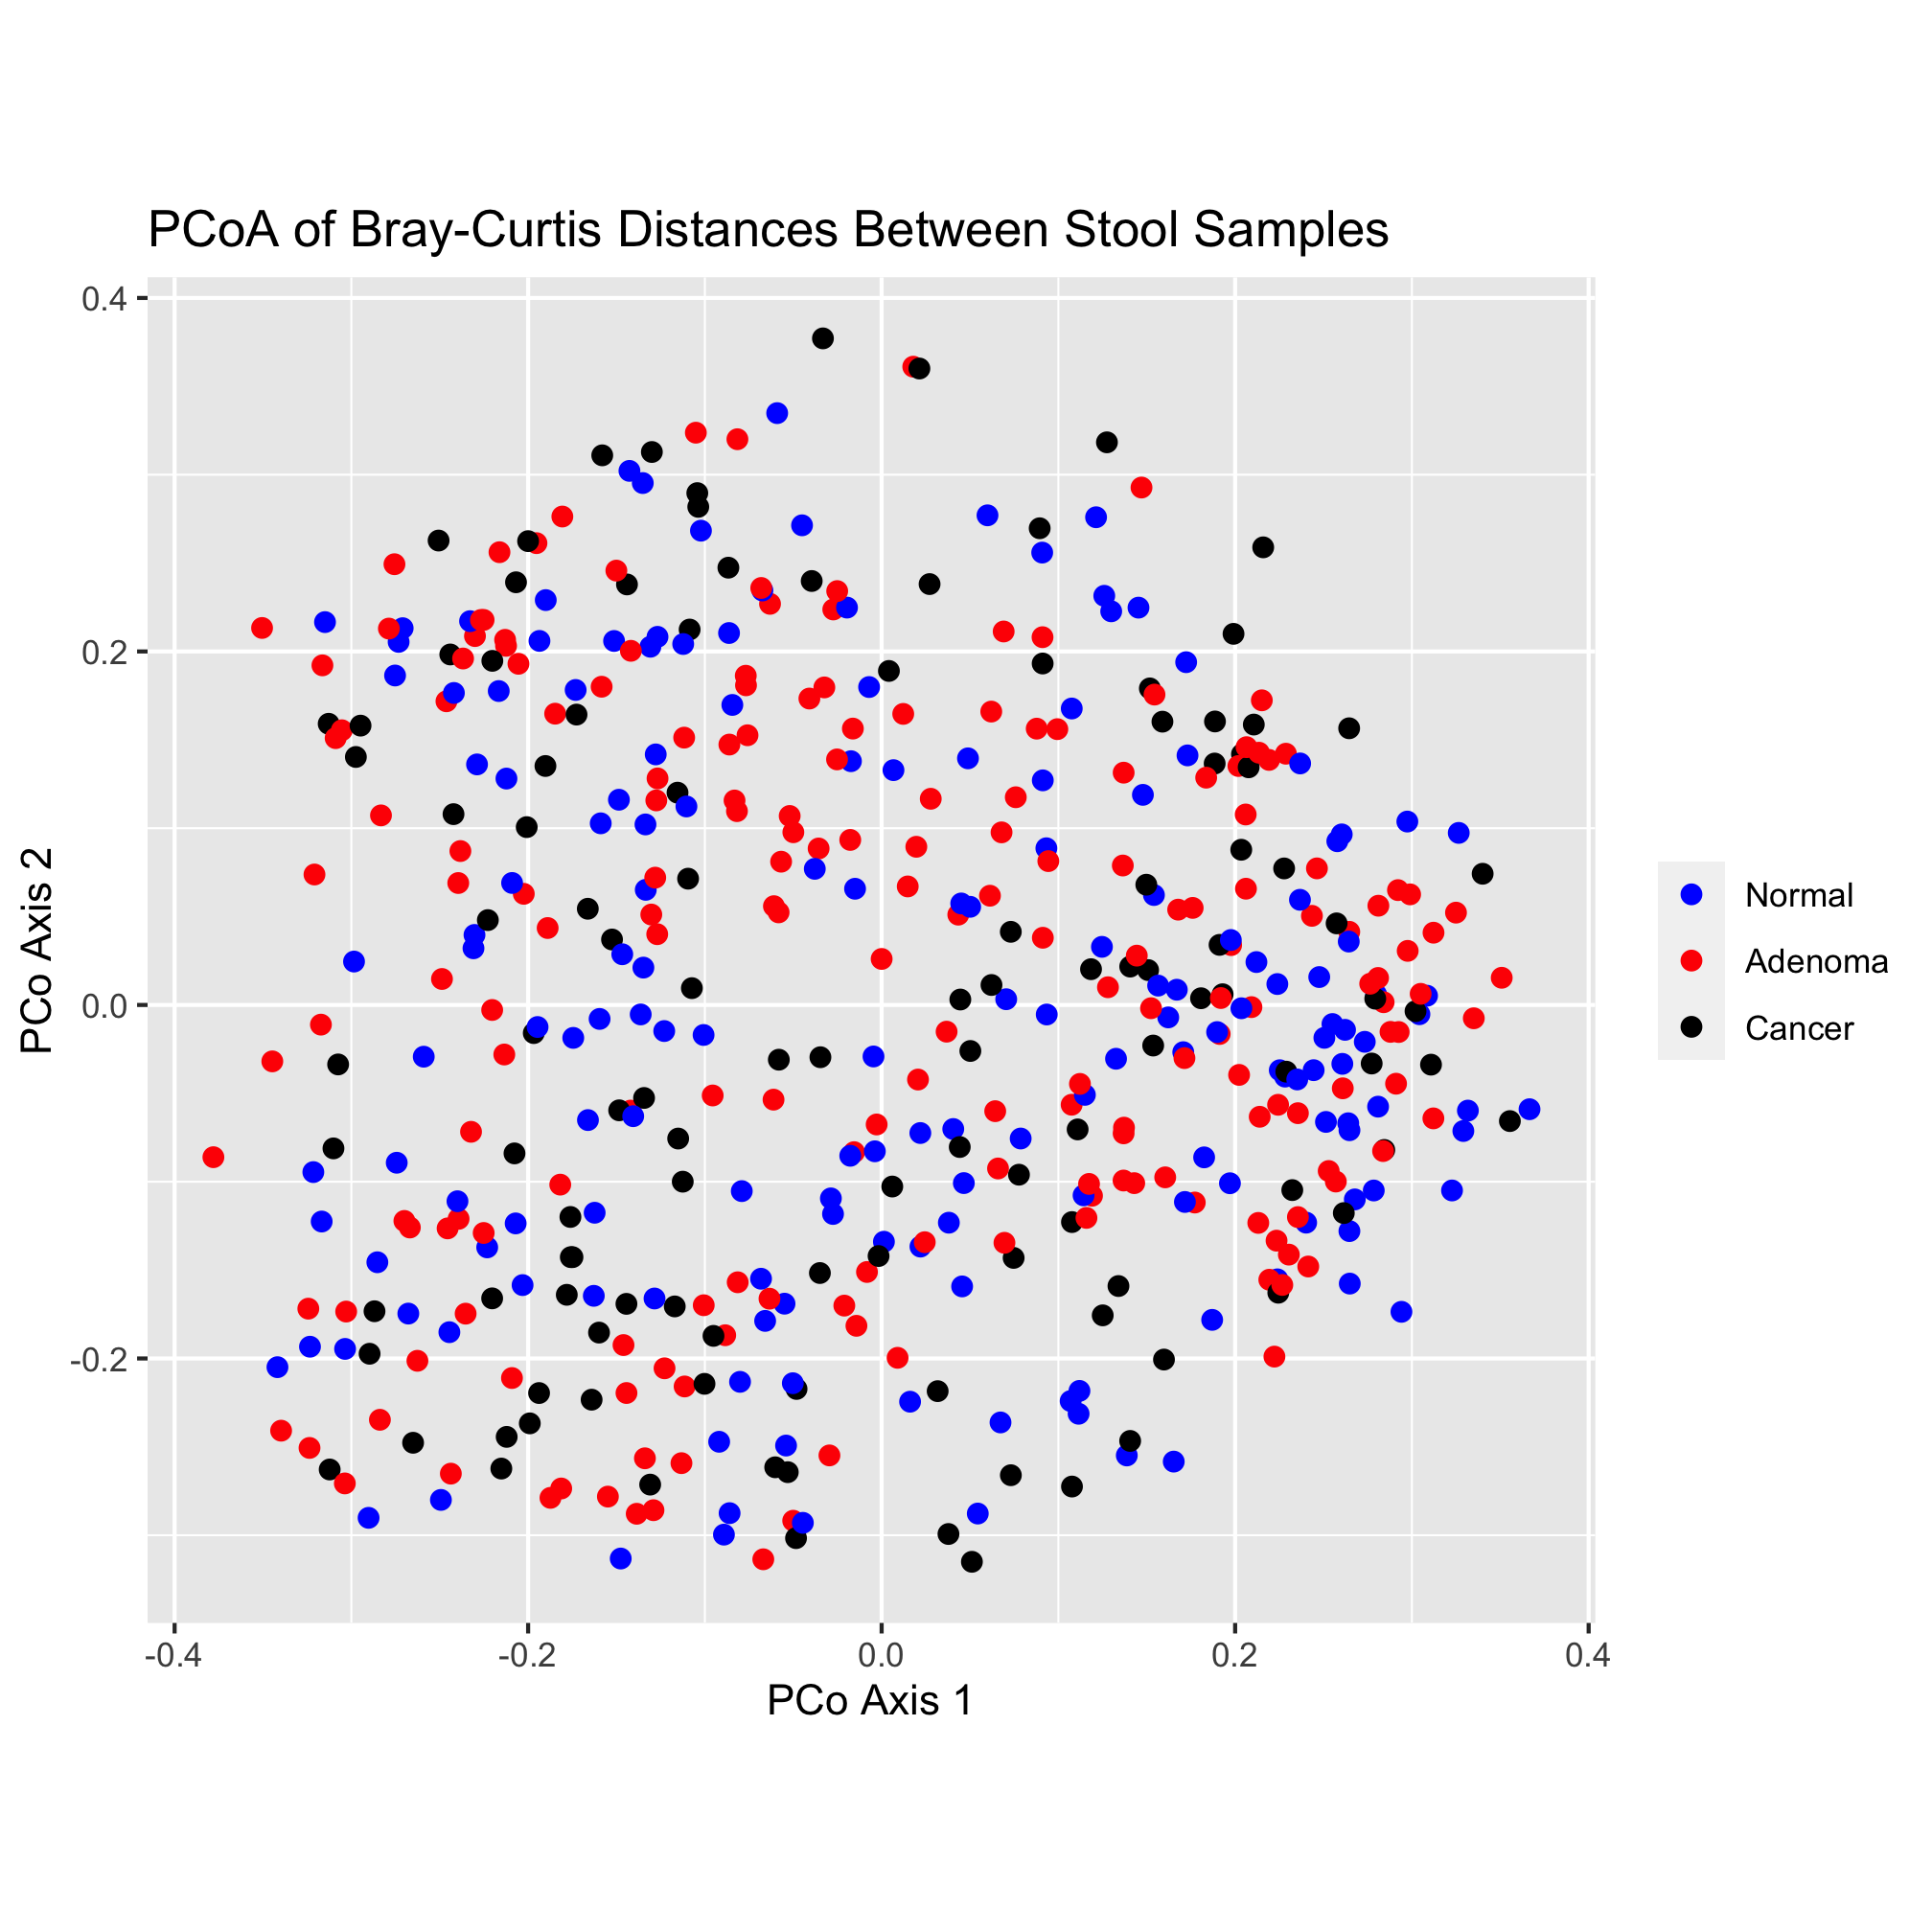 PCoA of Bray-Curtis Distances Between Stool Samples
0.4
0.2
0.0
-0.2
PCo Axis 2
-0.4
-0.2
0.0
0.2
0.4
PCo Axis 1
Normal
Adenoma
Cancer